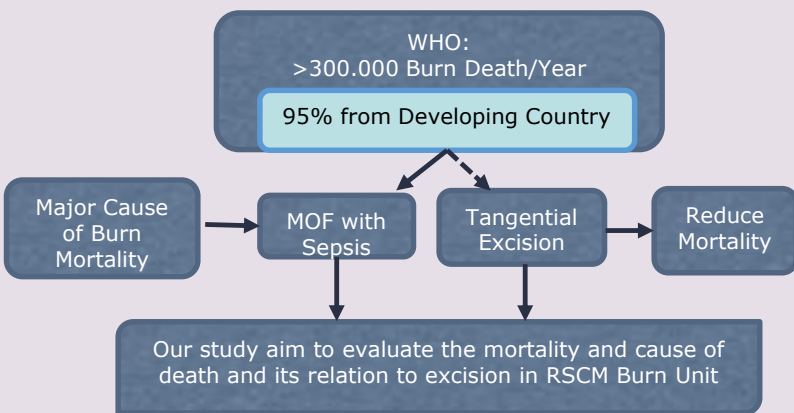 WHO:
>300.000 Burn Death/Year
95% from Developing Country
Major Cause
of Burn
Mortality
MOF with
Sepsis
Tangential
Excision
Reduce
Mortality
Our study aim to evaluate the mortality and cause of
death and its relation to excision in RSCM Burn Unit